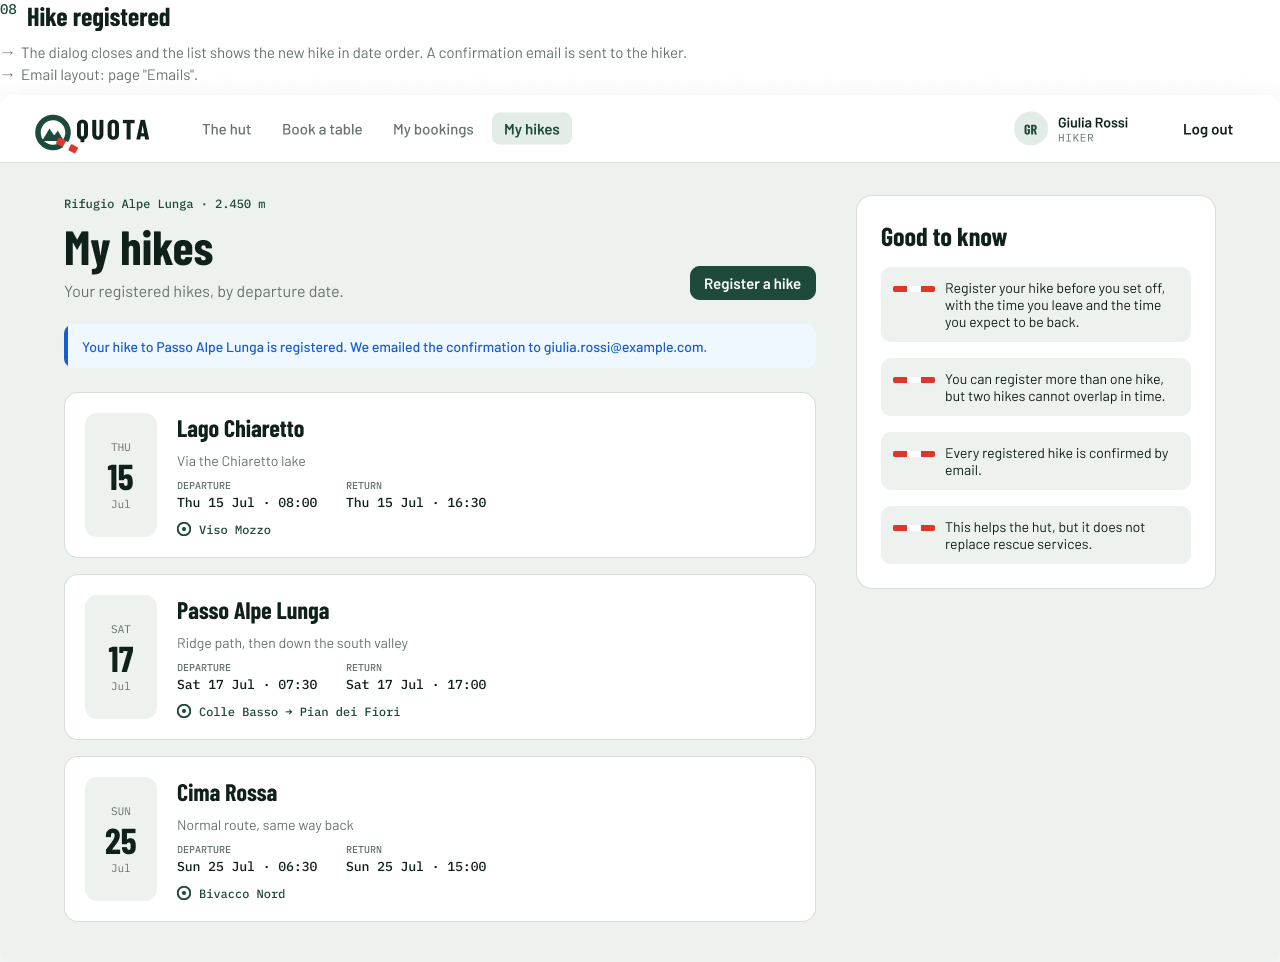 08 Hike registered
→ The dialog closes and the list shows the new hike in date order. A confirmation email is sent to the hiker.
→ Email layout: page "Emails".
QUOTA
The hut
Book a table
My bookings
My hikes
GR
Giulia Rossi
HIKER
Log out
Rifugio Alpe Lunga · 2.450 m
My hikes
Your registered hikes, by departure date.
Register a hike
Your hike to Passo Alpe Lunga is registered. We emailed the confirmation to giulia.rossi@example.com.
THU
15
Jul
Lago Chiaretto
Via the Chiaretto lake
DEPARTURE
Thu 15 Jul · 08:00
RETURN
Thu 15 Jul · 16:30
Viso Mozzo
SAT
17
Jul
Passo Alpe Lunga
Ridge path, then down the south valley
DEPARTURE
Sat 17 Jul · 07:30
RETURN
Sat 17 Jul · 17:00
Colle Basso → Pian dei Fiori
SUN
25
Jul
Cima Rossa
Normal route, same way back
DEPARTURE
Sun 25 Jul · 06:30
RETURN
Sun 25 Jul · 15:00
Bivacco Nord
Good to know
Register your hike before you set off,
with the time you leave and the time
you expect to be back.
You can register more than one hike,
but two hikes cannot overlap in time.
Every registered hike is confirmed by
email.
This helps the hut, but it does not
replace rescue services.